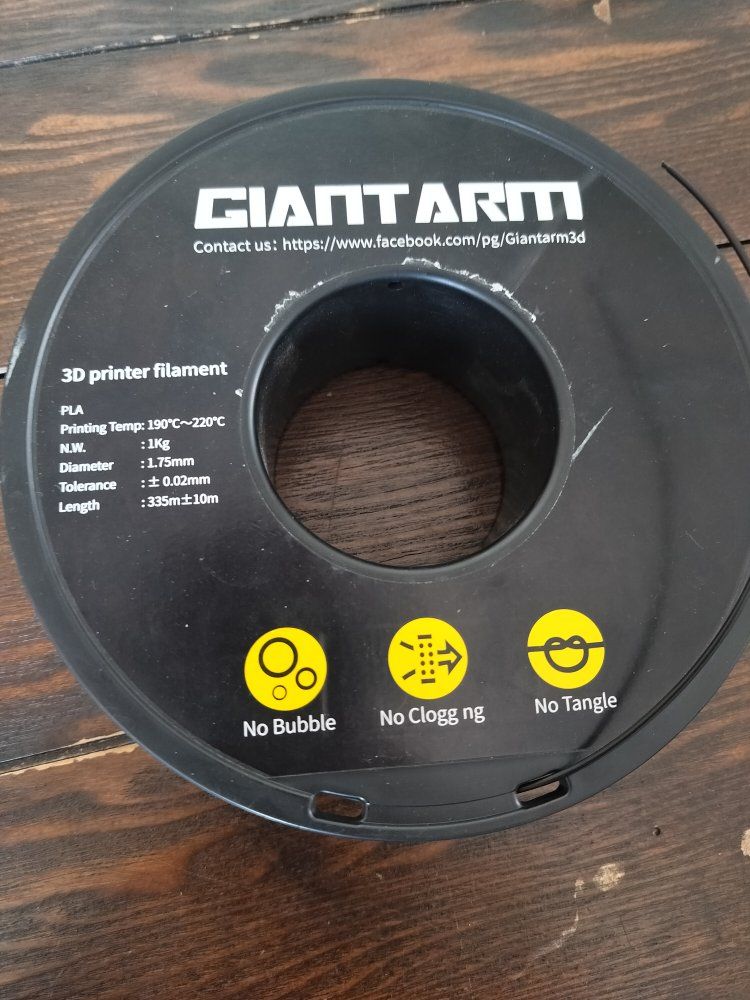 GIANTARM
Contact us: https://www.facebook.com/pg/Giantarm3d
3D printer filament
PLA
Printing Temp: 190℃～220℃
N.W. : 1Kg
Diameter : 1.75mm
Tolerance : ± 0.02mm
Length : 335m±10m
No Bubble
No Clogg ng
No Tangle